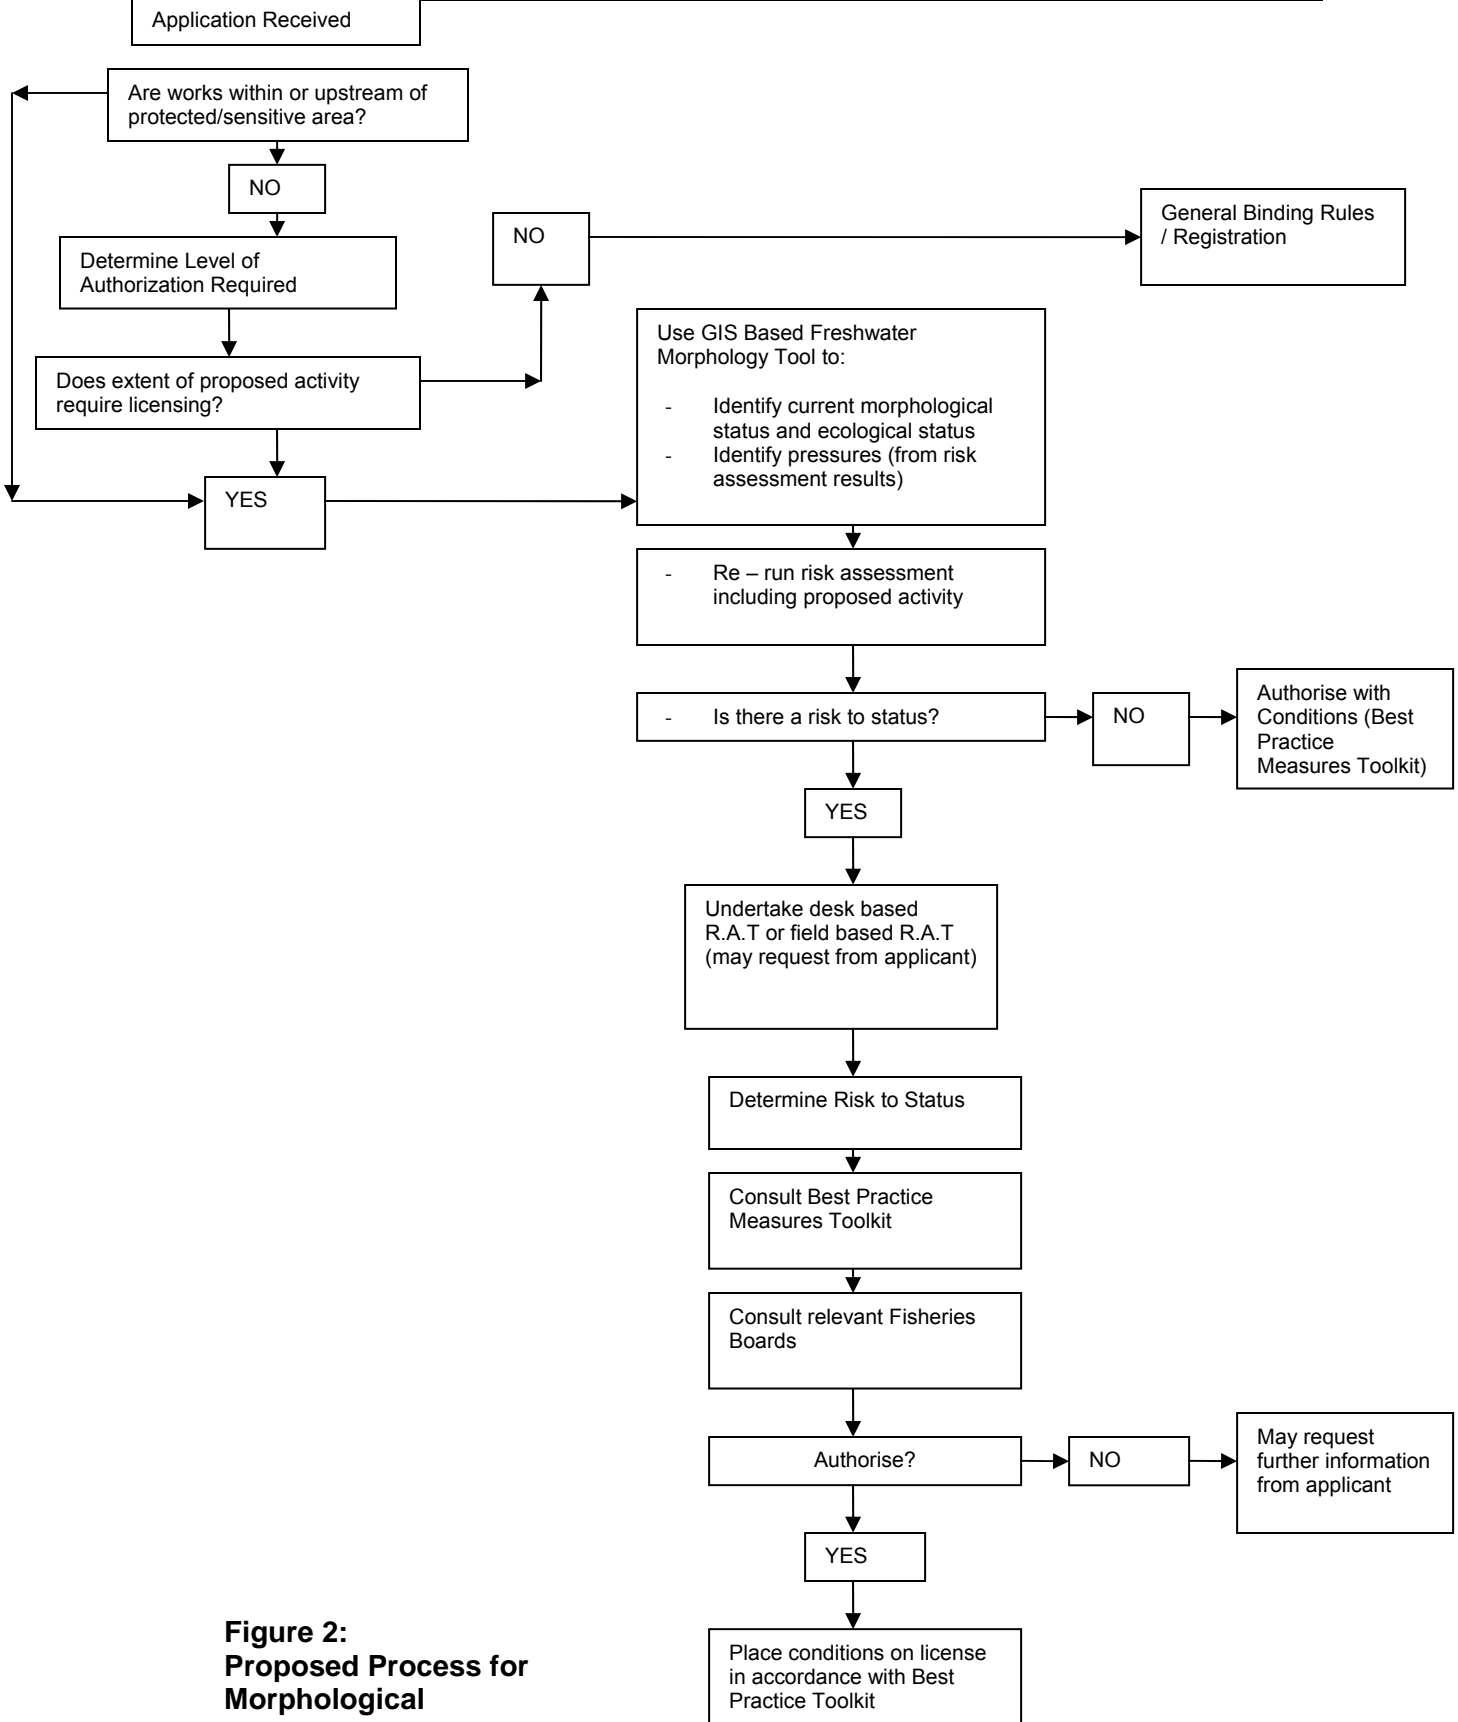 Application Received
Are works within or upstream of
protected/sensitive area?
NO
Determine Level of
Authorization Required
Does extent of proposed activity
require licensing?
NO
General Binding Rules
/ Registration
YES
Use GIS Based Freshwater
Morphology Tool to:
- Identify current morphological
status and ecological status
- Identify pressures (from risk
assessment results)
- Re – run risk assessment
including proposed activity
- Is there a risk to status?
NO
Authorise with
Conditions (Best
Practice
Measures Toolkit)
YES
Undertake desk based
R.A.T or field based R.A.T
(may request from applicant)
Determine Risk to Status
Consult Best Practice
Measures Toolkit
Consult relevant Fisheries
Boards
Authorise?
NO
May request
further information
from applicant
YES
Place conditions on license
in accordance with Best
Practice Toolkit
Figure 2:
Proposed Process for
Morphological